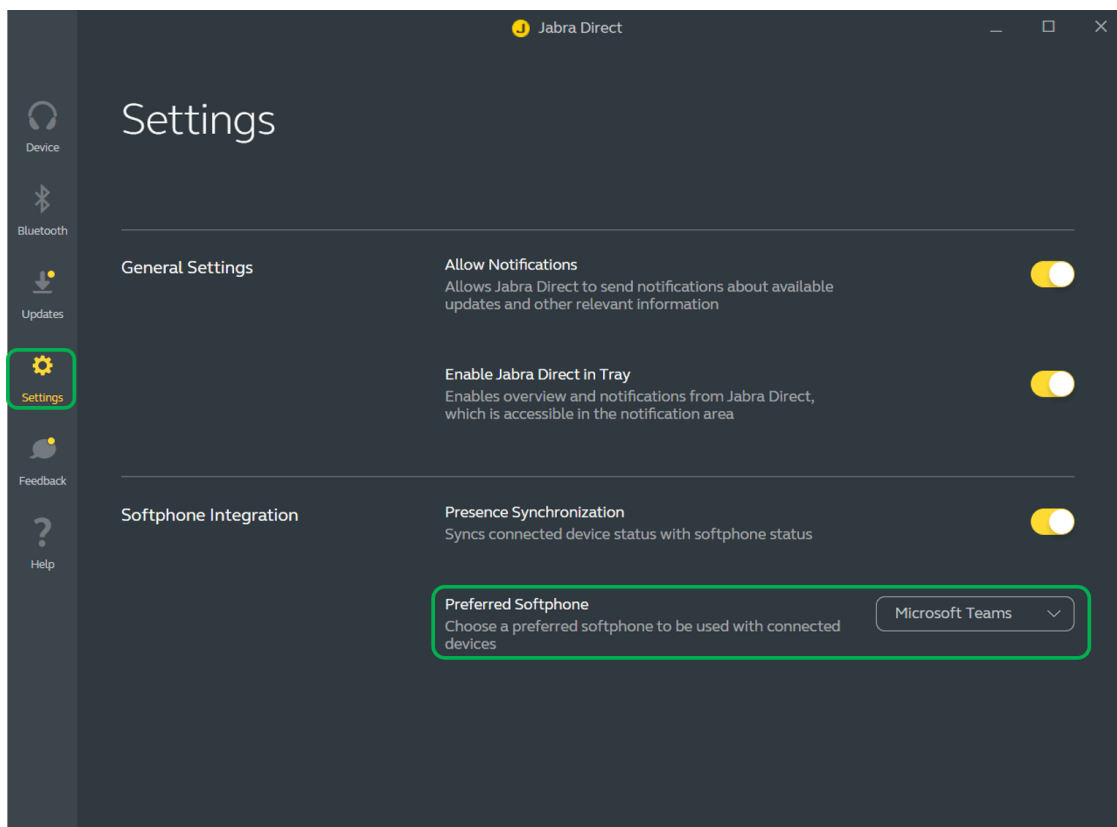 Jabra Direct
Device
Bluetooth
Updates
Settings
Feedback
Help
Settings
General Settings
Allow Notifications
Allows Jabra Direct to send notifications about available
updates and other relevant information
Enable Jabra Direct in Tray
Enables overview and notifications from Jabra Direct,
which is accessible in the notification area
Softphone Integration
Presence Synchronization
Syncs connected device status with softphone status
Preferred Softphone
Choose a preferred softphone to be used with connected
devices
Microsoft Teams